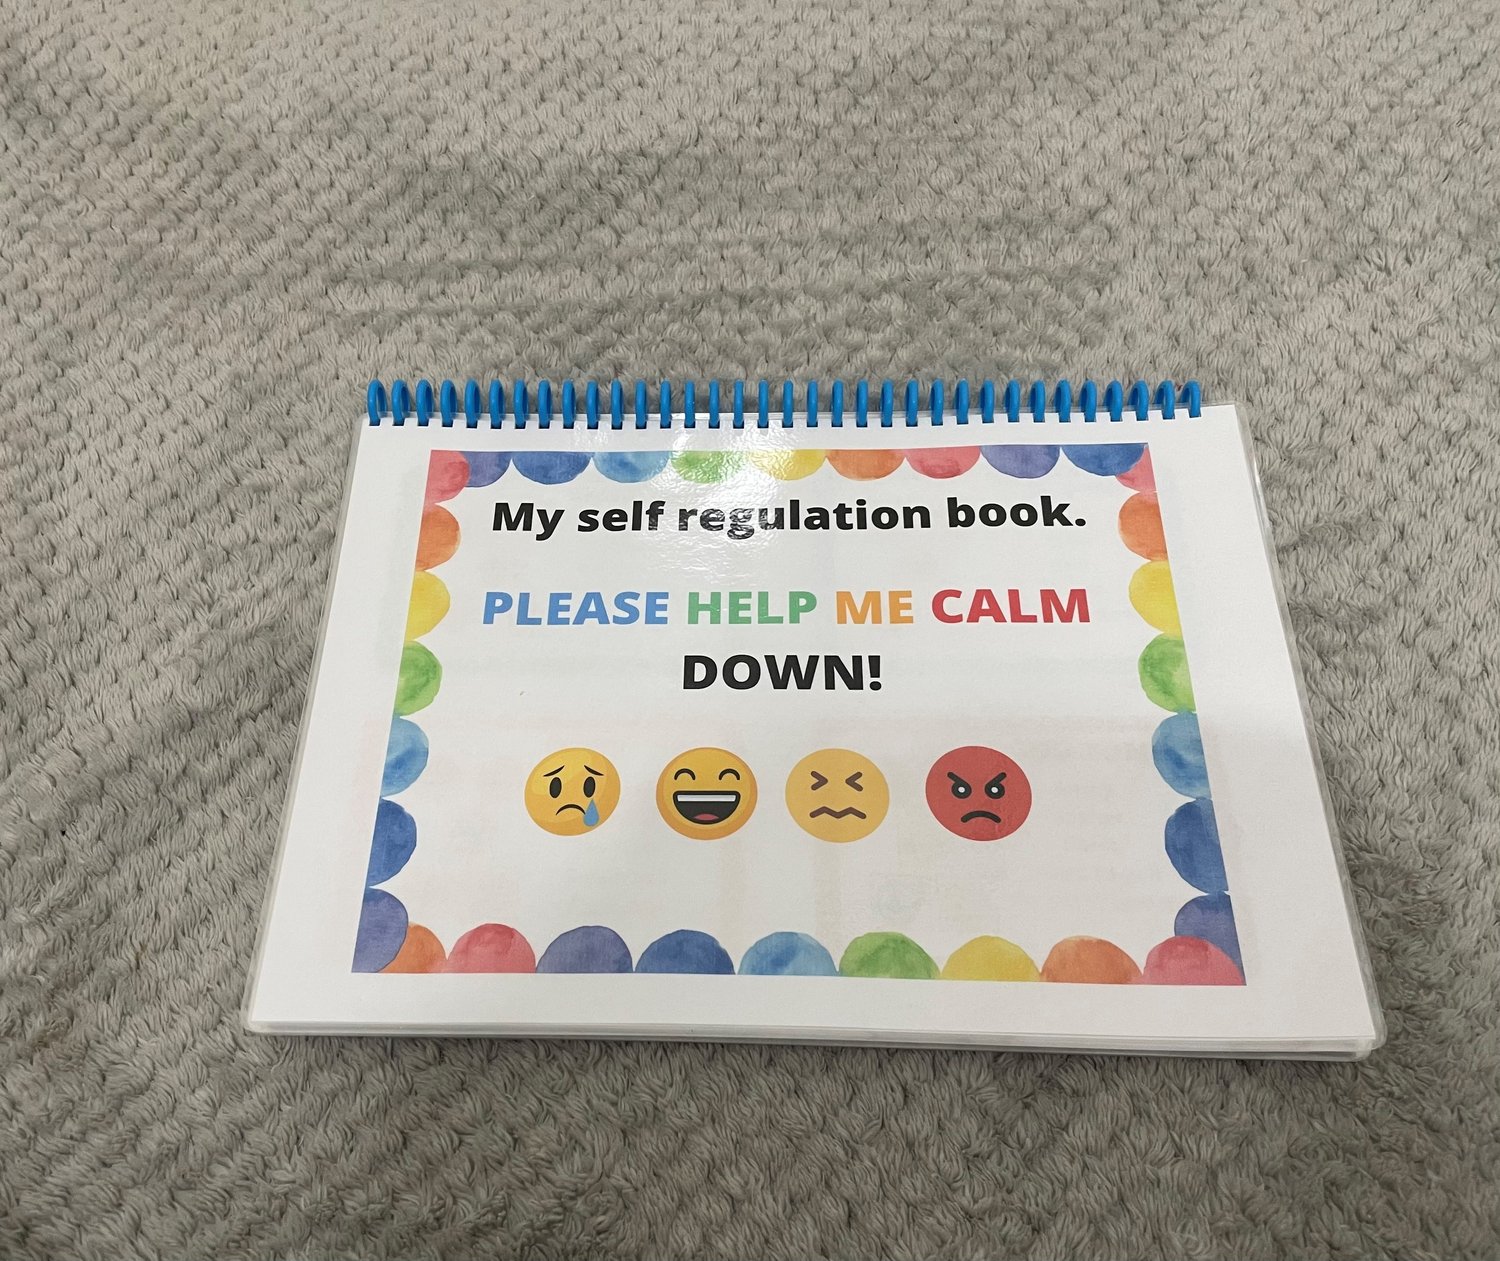 My self regulation book.
PLEASE HELP ME CALM
DOWN!